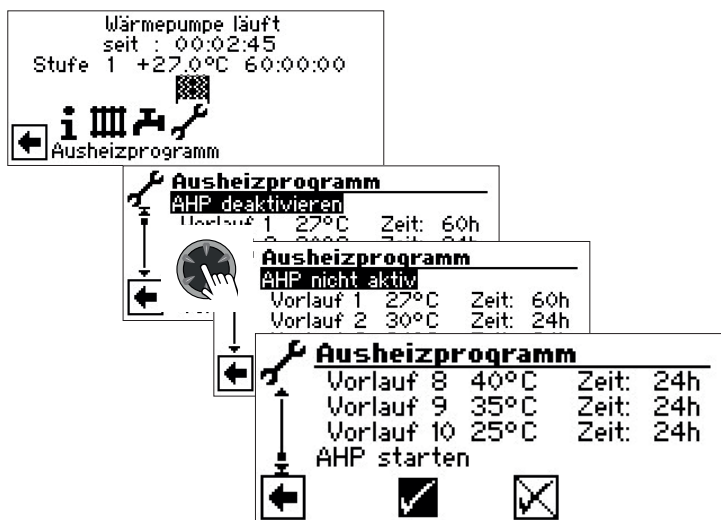 Wärmepumpe läuft
seit : 00:02:45
Stufe 1 +27.0°C 60:00:00
Ausheizprogramm
Ausheizprogramm
AHP deaktivieren
Vorlauf 1 27°C Zeit: 60h
Ausheizprogramm
AHP nicht aktiv
Vorlauf 1 27°C Zeit: 60h
Vorlauf 2 30°C Zeit: 24h
Ausheizprogramm
Vorlauf 8 40°C Zeit: 24h
Vorlauf 9 35°C Zeit: 24h
Vorlauf 10 25°C Zeit: 24h
AHP starten